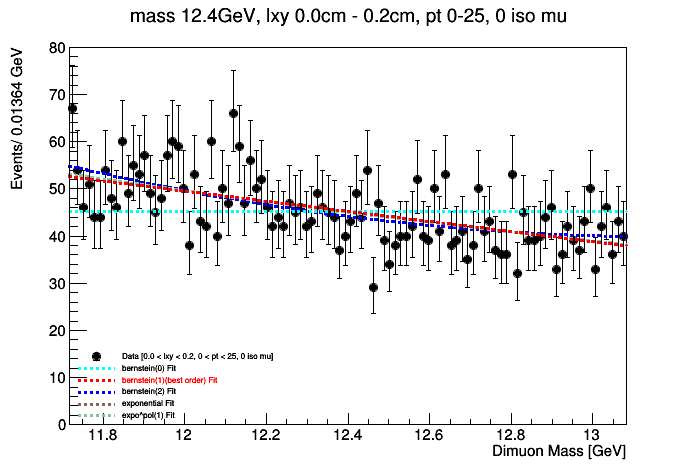 mass 12.4GeV, lxy 0.0cm - 0.2cm, pt 0-25, 0 iso mu
Events/ 0.01364 GeV
80
70
60
50
40
30
20
10
0
Data [0.0 < lxy < 0.2, 0 < pt < 25, 0 iso mu]
bernstein(0) Fit
bernstein(1)(best order) Fit
bernstein(2) Fit
exponential Fit
expo^pol(1) Fit
11.8 12 12.2 12.4 12.6 12.8 13
Dimuon Mass [GeV]